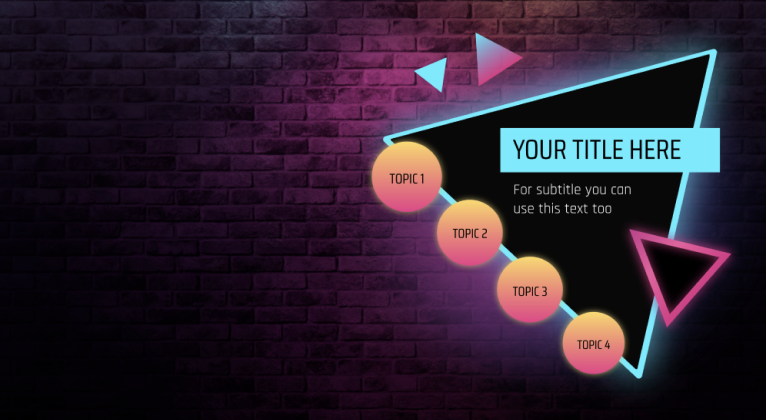 YOUR TITLE HERE
For subtitle you can
use this text too
TOPIC 1
TOPIC 2
TOPIC 3
TOPIC 4